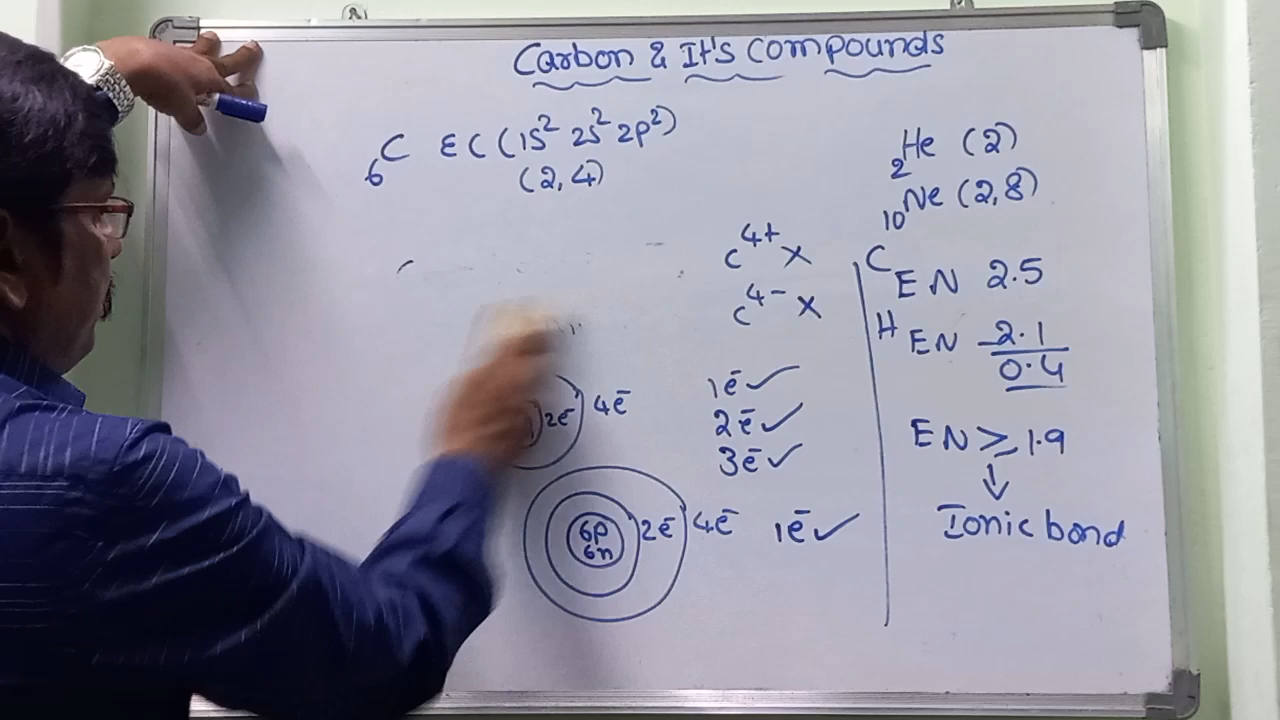 Carbon & It's Compounds
₆C EC (1S² 2S² 2P²)
(2,4)
₂He (2)
₁₀Ne (2,8)
C⁴⁺ X
C⁴⁻ X
C EN 2.5
H EN 2.1
0.4
2e⁻ 4e⁻
1e⁻ ✓
2e⁻ ✓
3e⁻ ✓
EN ≥ 1.9
↓
Ionic bond
6P
6n
2e⁻ 4e⁻ 1e⁻ ✓